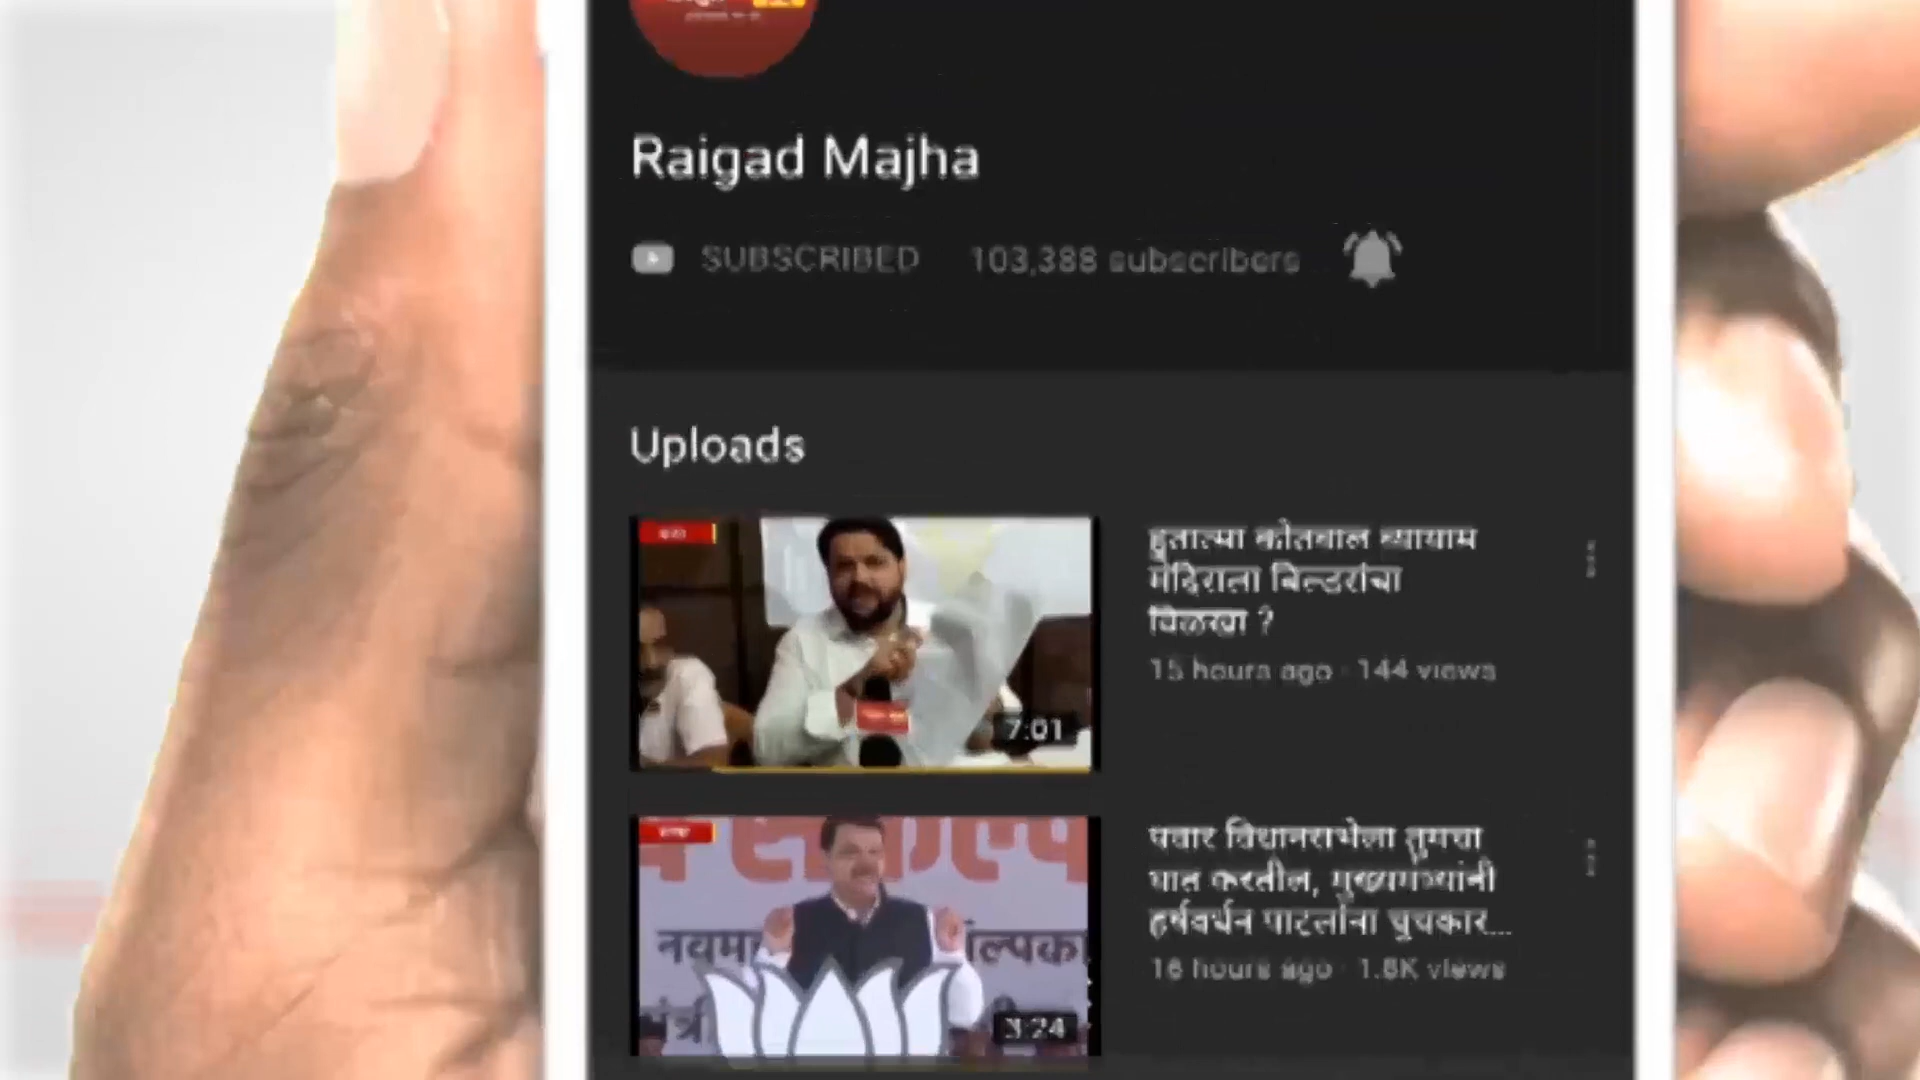 Raigad Majha
SUBSCRIBED 103,388 subscribers
Uploads
हुतात्मा कोतवाल व्यायाम
मंदिराला बिल्डरांचा
विळखा ?
15 hours ago · 144 views
7:01
पवार विधानसभेला तुमचा
घात करतील, मुख्यमंत्र्यांनी
हर्षवर्धन पाटलांना चुचकार...
16 hours ago · 1.8K views
3:24